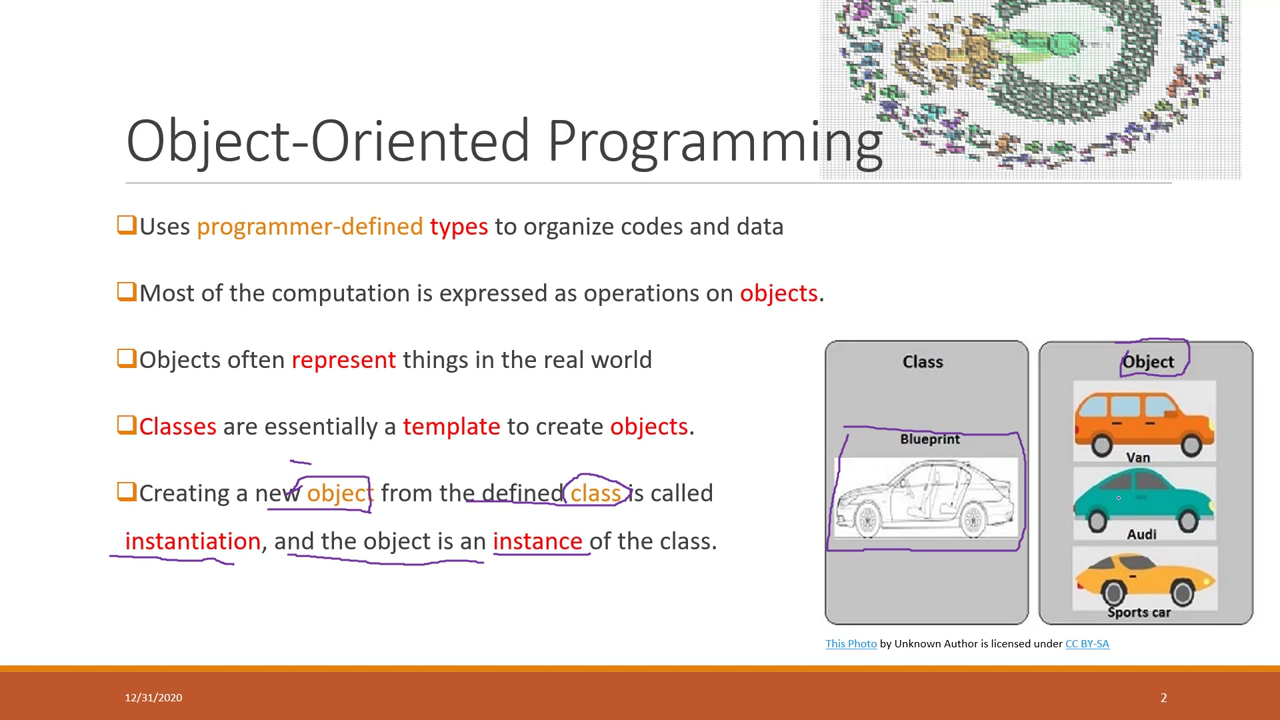 Object-Oriented Programming
❑Uses programmer-defined types to organize codes and data
❑Most of the computation is expressed as operations on objects.
❑Objects often represent things in the real world
❑Classes are essentially a template to create objects.
❑Creating a new object from the defined class is called
instantiation, and the object is an instance of the class.
Class
Blueprint
Object
Van
Audi
Sports car
This Photo by Unknown Author is licensed under CC BY-SA
12/31/2020
2